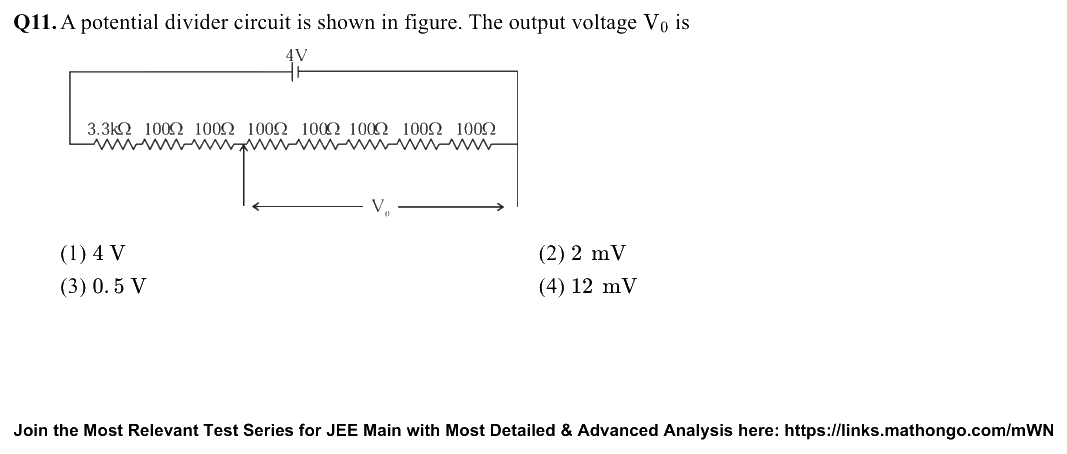 Q11. A potential divider circuit is shown in figure. The output voltage V₀ is
4V
3.3kΩ 100Ω 100Ω 100Ω 100Ω 100Ω 100Ω 100Ω
V₀
(1) 4 V (2) 2 mV
(3) 0.5 V (4) 12 mV
Join the Most Relevant Test Series for JEE Main with Most Detailed & Advanced Analysis here: https://links.mathongo.com/mWN